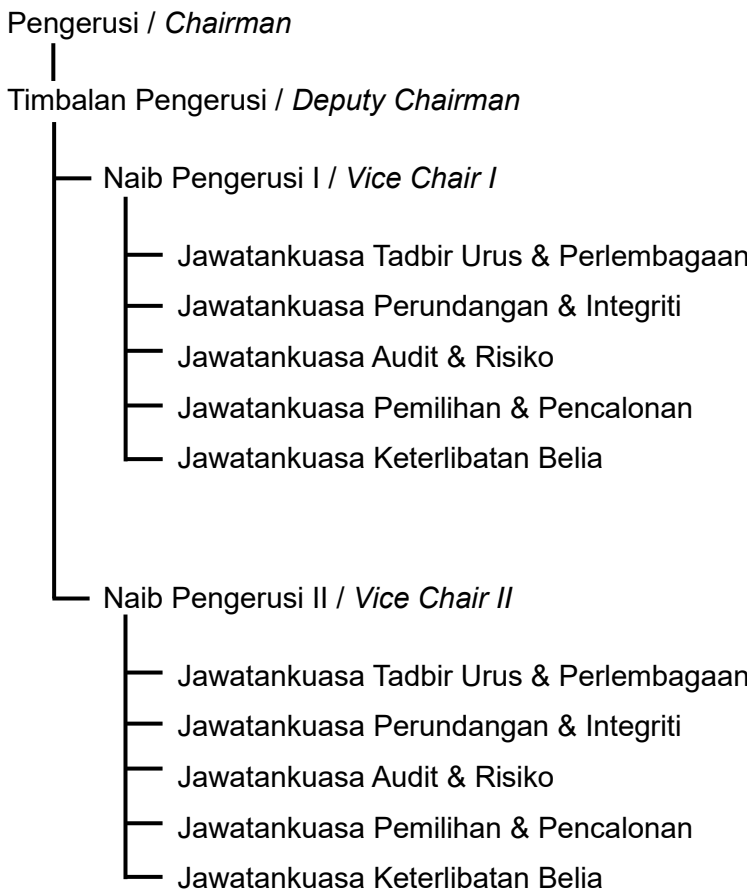 Pengerusi / Chairman
Timbalan Pengerusi / Deputy Chairman
Naib Pengerusi I / Vice Chair I
Jawatankuasa Tadbir Urus & Perlembagaan
Jawatankuasa Perundangan & Integriti
Jawatankuasa Audit & Risiko
Jawatankuasa Pemilihan & Pencalonan
Jawatankuasa Keterlibatan Belia
Naib Pengerusi II / Vice Chair II
Jawatankuasa Tadbir Urus & Perlembagaan
Jawatankuasa Perundangan & Integriti
Jawatankuasa Audit & Risiko
Jawatankuasa Pemilihan & Pencalonan
Jawatankuasa Keterlibatan Belia